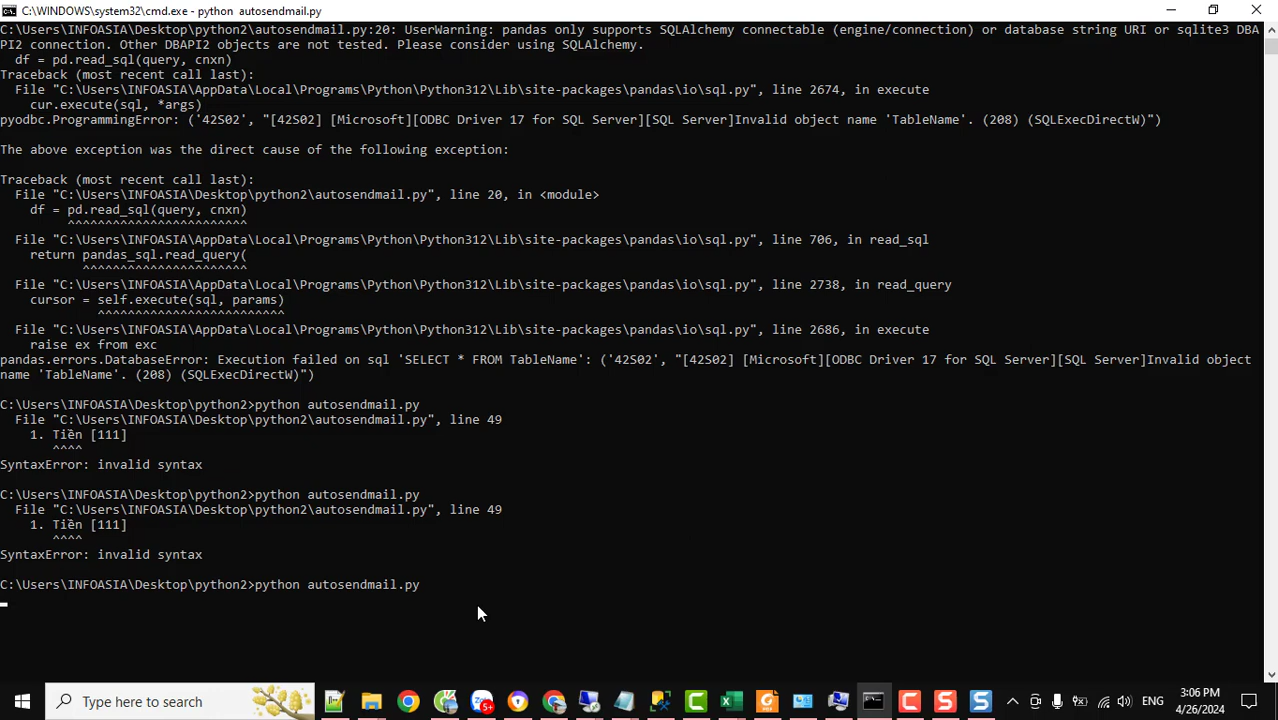 C:\WINDOWS\system32\cmd.exe - python  autosendmail.py
C:\Users\INFOASIA\Desktop\python2\autosendmail.py:20: UserWarning: pandas only supports SQLAlchemy connectable (engine/connection) or database string URI or sqlite3 DBA
PI2 connection. Other DBAPI2 objects are not tested. Please consider using SQLAlchemy.
  df = pd.read_sql(query, cnxn)
Traceback (most recent call last):
  File "C:\Users\INFOASIA\AppData\Local\Programs\Python\Python312\Lib\site-packages\pandas\io\sql.py", line 2674, in execute
    cur.execute(sql, *args)
pyodbc.ProgrammingError: ('42S02', "[42S02] [Microsoft][ODBC Driver 17 for SQL Server][SQL Server]Invalid object name 'TableName'. (208) (SQLExecDirectW)")
The above exception was the direct cause of the following exception:
Traceback (most recent call last):
  File "C:\Users\INFOASIA\Desktop\python2\autosendmail.py", line 20, in <module>
    df = pd.read_sql(query, cnxn)
         ^^^^^^^^^^^^^^^^^^^^^^^^
  File "C:\Users\INFOASIA\AppData\Local\Programs\Python\Python312\Lib\site-packages\pandas\io\sql.py", line 706, in read_sql
    return pandas_sql.read_query(
           ^^^^^^^^^^^^^^^^^^^^^^
  File "C:\Users\INFOASIA\AppData\Local\Programs\Python\Python312\Lib\site-packages\pandas\io\sql.py", line 2738, in read_query
    cursor = self.execute(sql, params)
             ^^^^^^^^^^^^^^^^^^^^^^^^^
  File "C:\Users\INFOASIA\AppData\Local\Programs\Python\Python312\Lib\site-packages\pandas\io\sql.py", line 2686, in execute
    raise ex from exc
pandas.errors.DatabaseError: Execution failed on sql 'SELECT * FROM TableName': ('42S02', "[42S02] [Microsoft][ODBC Driver 17 for SQL Server][SQL Server]Invalid object
name 'TableName'. (208) (SQLExecDirectW)")
C:\Users\INFOASIA\Desktop\python2>python autosendmail.py
  File "C:\Users\INFOASIA\Desktop\python2\autosendmail.py", line 49
    1. Tiền [111]
       ^^^^
SyntaxError: invalid syntax
C:\Users\INFOASIA\Desktop\python2>python autosendmail.py
  File "C:\Users\INFOASIA\Desktop\python2\autosendmail.py", line 49
    1. Tiền [111]
       ^^^^
SyntaxError: invalid syntax
C:\Users\INFOASIA\Desktop\python2>python autosendmail.py
Type here to search
5+
ENG
3:06 PM
4/26/2024